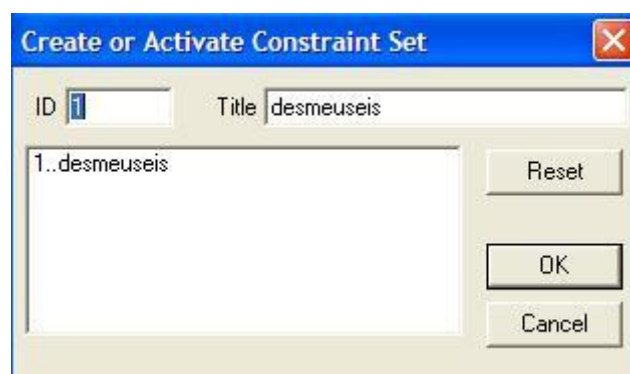 Create or Activate Constraint Set
ID 1 Title desmeuseis
1..desmeuseis
Reset
OK
Cancel